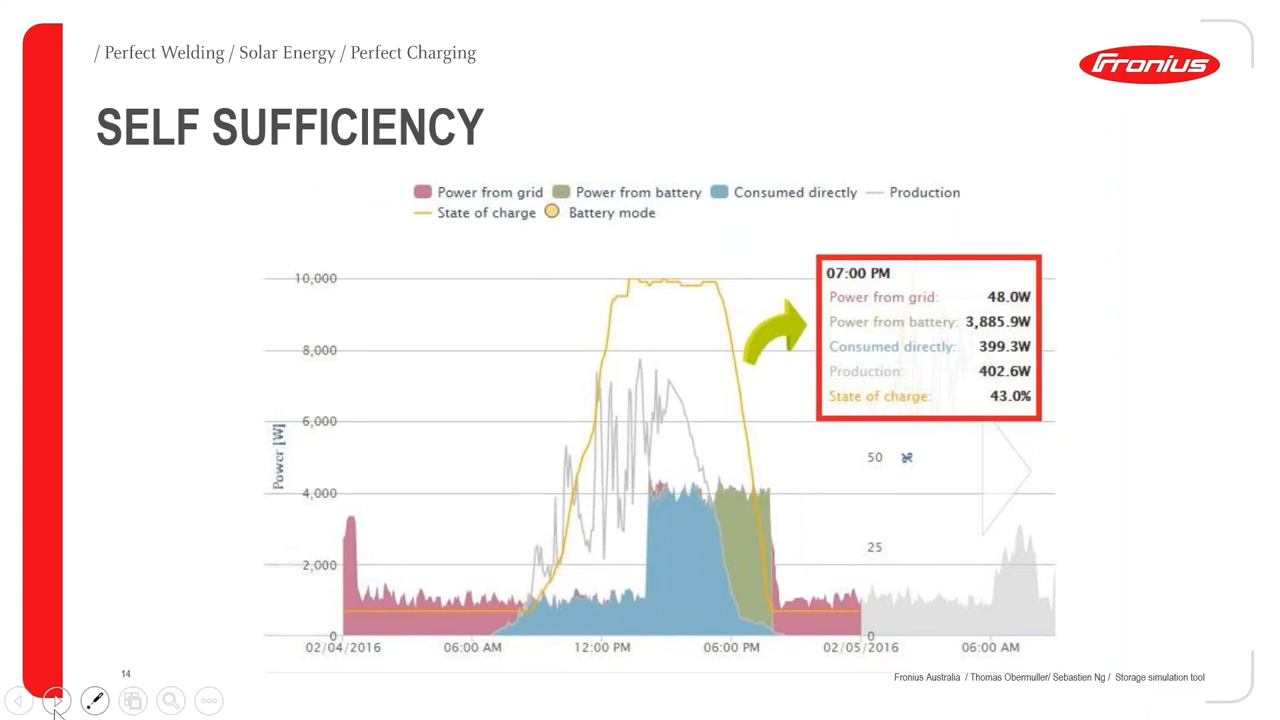 / Perfect Welding / Solar Energy / Perfect Charging
Fronius
SELF SUFFICIENCY
Power from grid Power from battery Consumed directly Production
State of charge Battery mode
07:00 PM
Power from grid: 48.0W
Power from battery: 3,885.9W
Consumed directly: 399.3W
Production: 402.6W
State of charge: 43.0%
Power [W]
10,000
8,000
6,000
4,000
2,000
0
50 %
25
0
02/04/2016 06:00 AM 12:00 PM 06:00 PM 02/05/2016 06:00 AM
14
Fronius Australia / Thomas Obermuller/ Sebastien Ng / Storage simulation tool